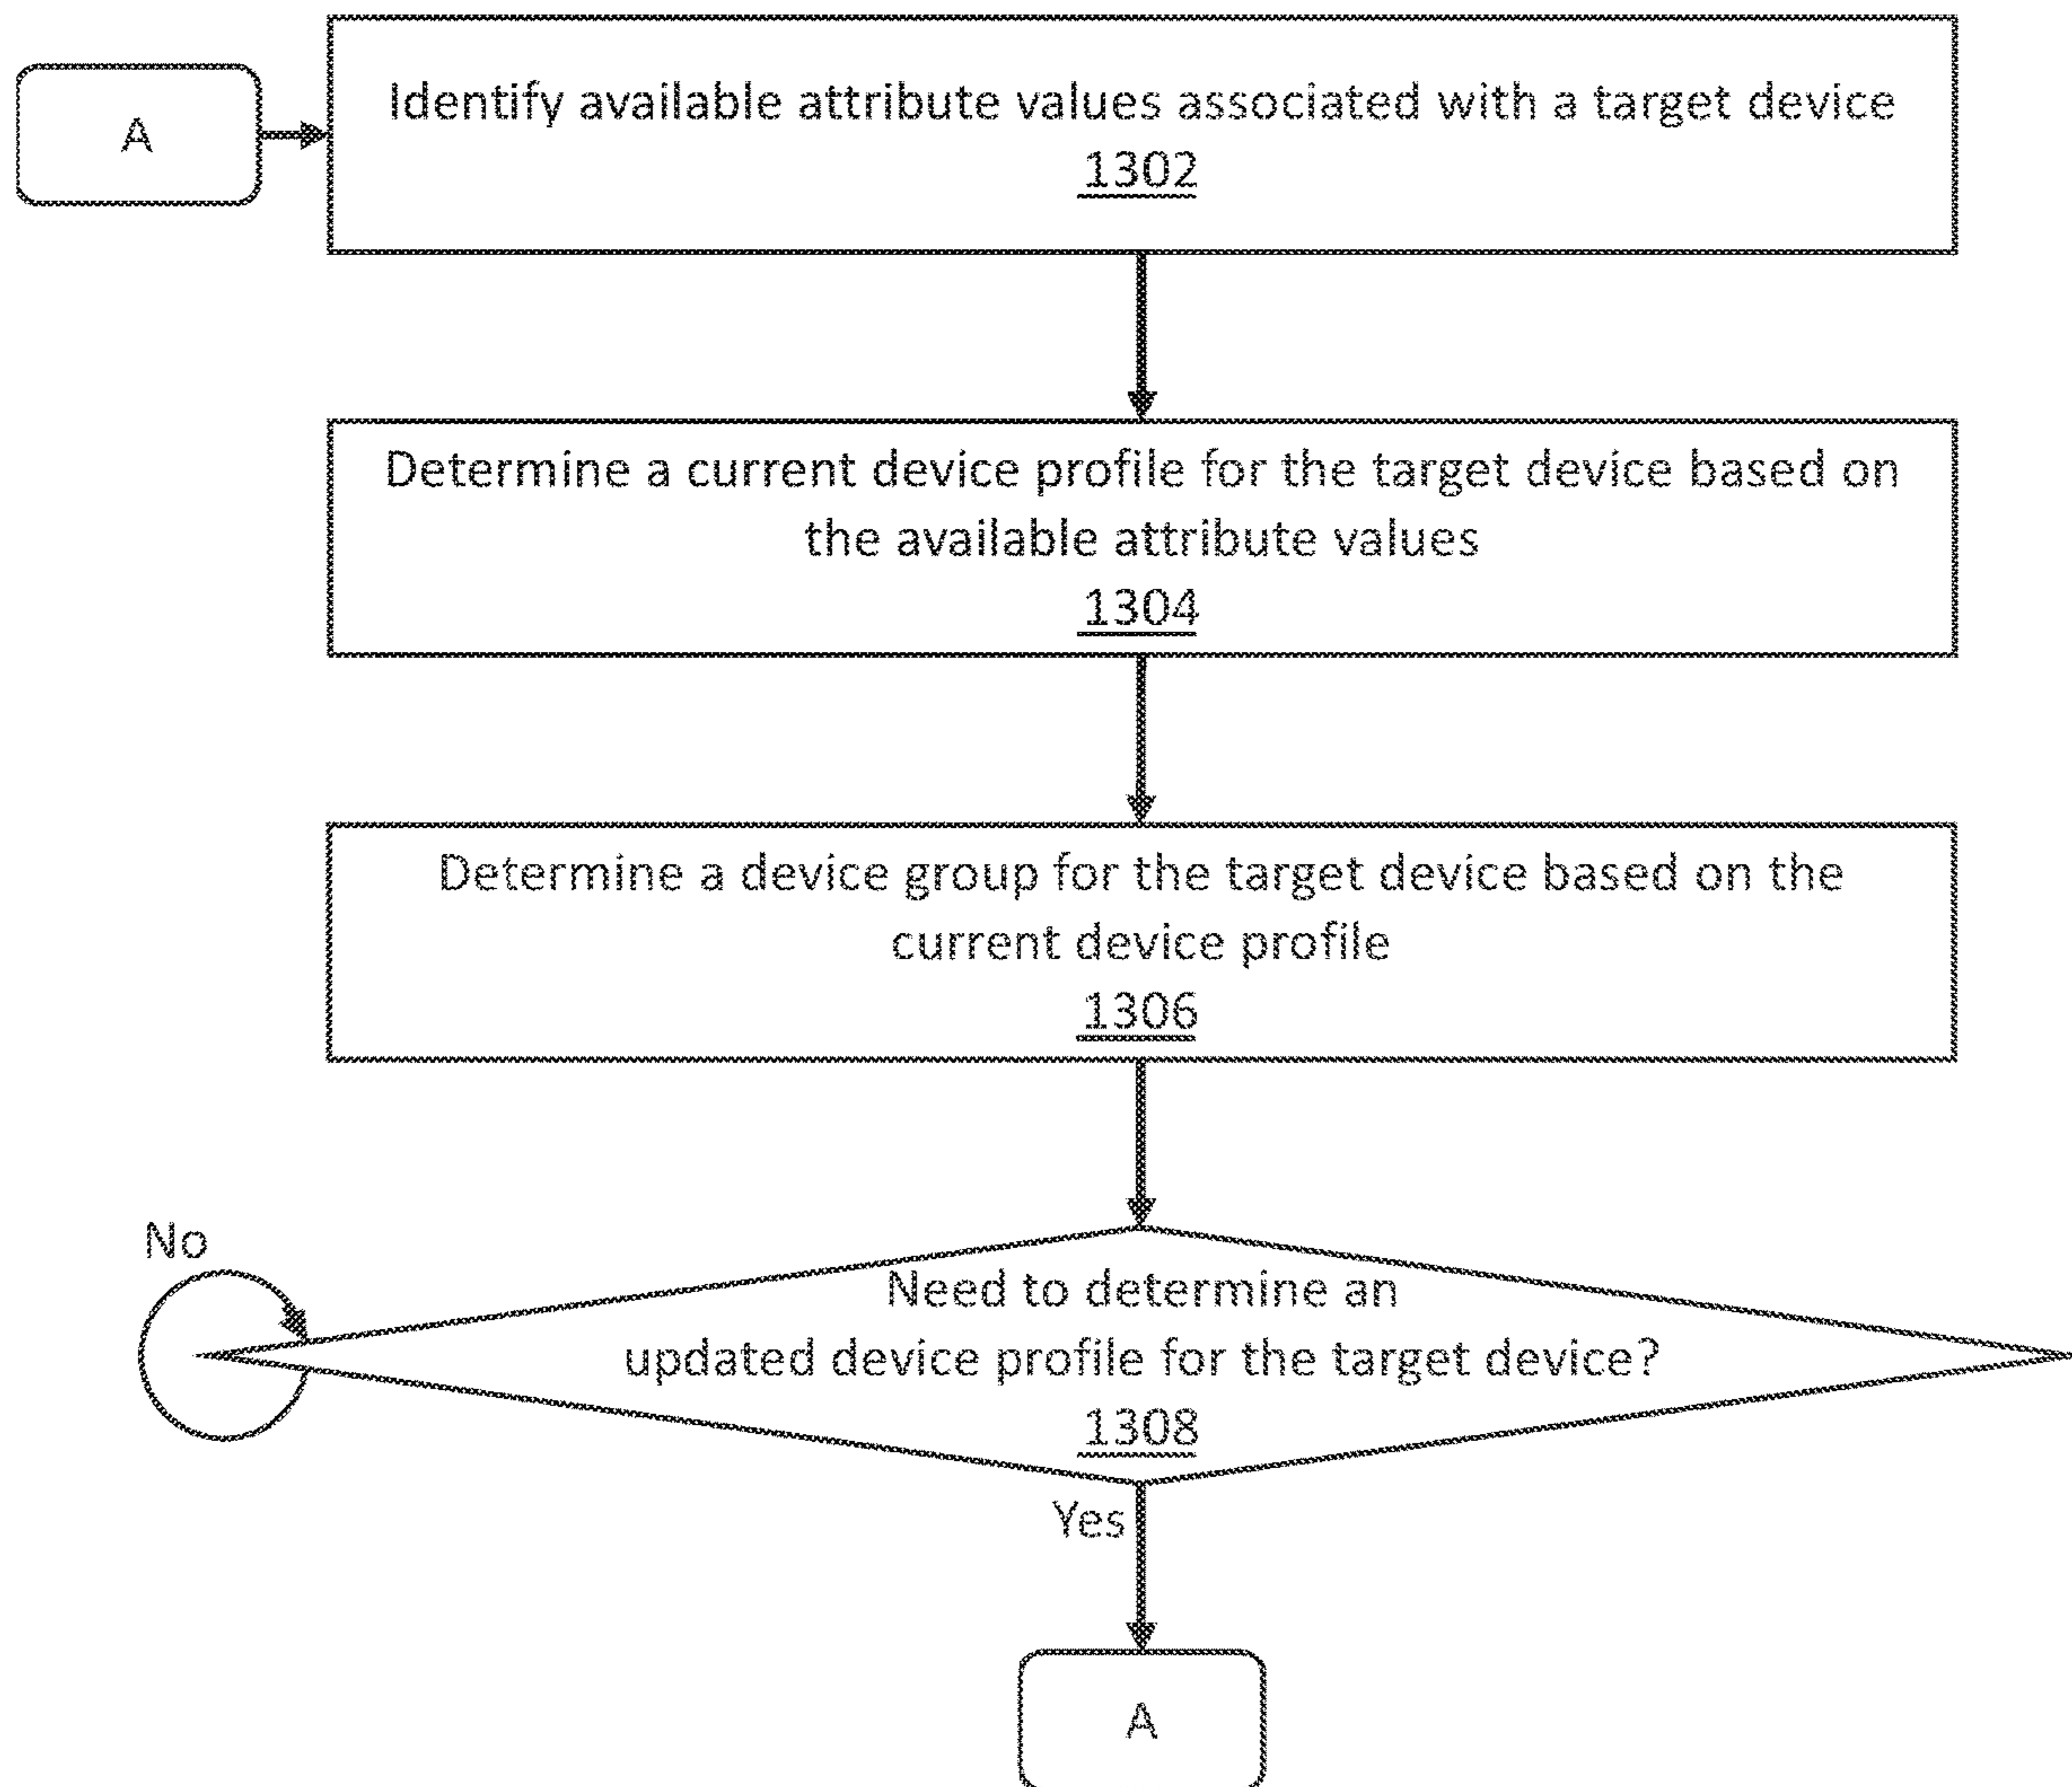 A
Identify available attribute values associated with a target device
1302
Determine a current device profile for the target device based on
the available attribute values
1304
Determine a device group for the target device based on the
current device profile
1306
No
Need to determine an
updated device profile for the target device?
1308
Yes
A